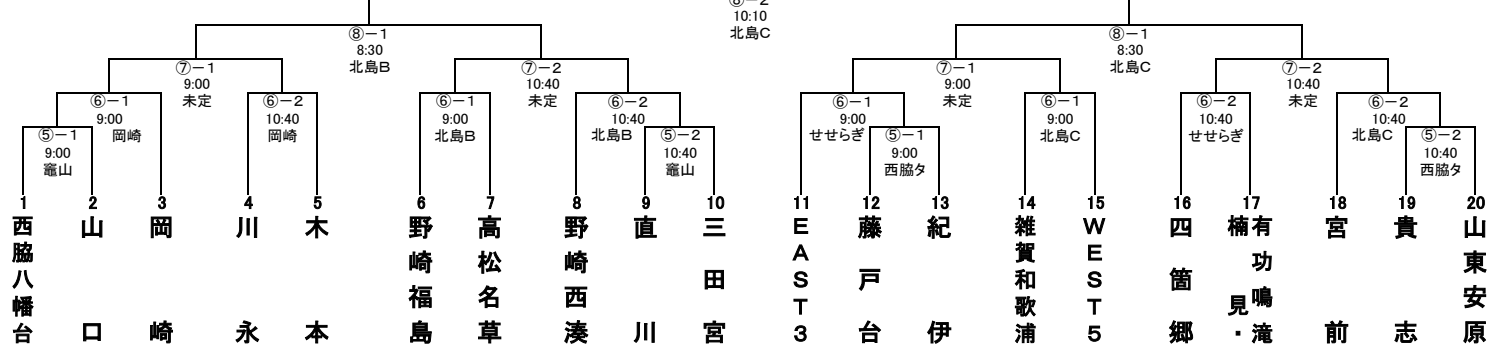 ⑧－2
10:10
北島C
⑧－1
8:30
北島B
⑧－1
8:30
北島C
⑦－1
9:00
未定
⑦－2
10:40
未定
⑦－1
9:00
未定
⑦－2
10:40
未定
⑥－1
9:00
岡崎
⑥－2
10:40
岡崎
⑥－1
9:00
北島B
⑥－2
10:40
北島B
⑥－1
9:00
せせらぎ
⑥－1
9:00
北島C
⑥－2
10:40
せせらぎ
⑥－2
10:40
北島C
⑤－1
9:00
竈山
⑤－2
10:40
竈山
⑤－1
9:00
西脇タ
⑤－2
10:40
西脇タ
1
西脇八幡台
2
山口
3
岡崎
4
川永
5
木本
6
野崎福島
7
高松名草
8
野崎西湊
9
直川
10
三田宮
11
EAST3
12
藤戸台
13
紀伊
14
雑賀和歌浦
15
WEST5
16
四箇郷
17
有功鳴滝
楠見・
18
宮前
19
貴志
20
山東安原